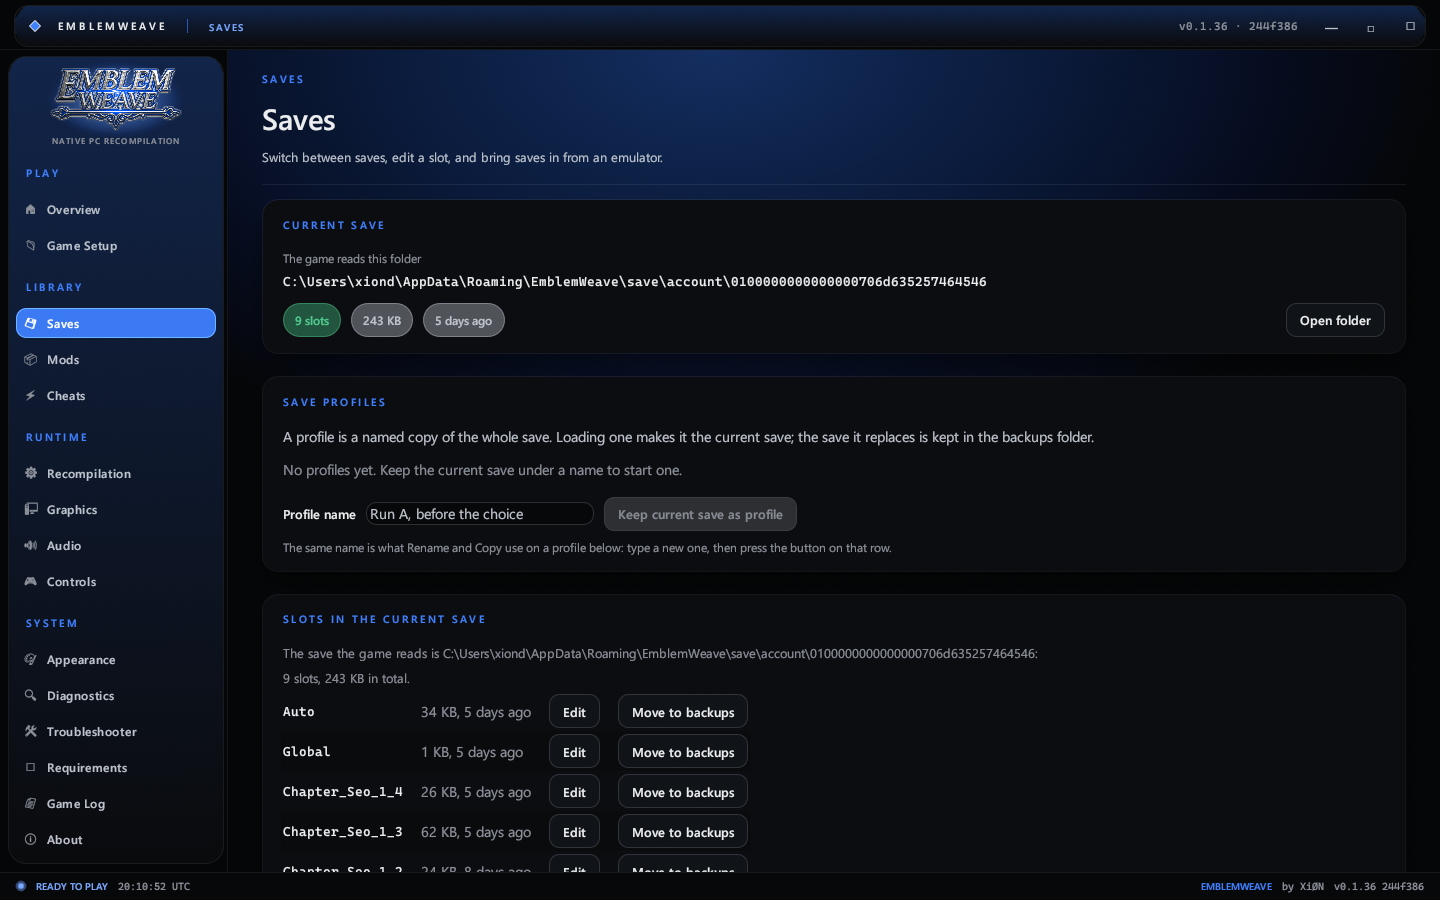 EMBLEMWEAVE
SAVES
v0.1.36 · 244f386
EMBLEM
WEAVE
NATIVE PC RECOMPILATION
PLAY
Overview
Game Setup
LIBRARY
Saves
Mods
Cheats
RUNTIME
Recompilation
Graphics
Audio
Controls
SYSTEM
Appearance
Diagnostics
Troubleshooter
Requirements
Game Log
About
SAVES
Saves
Switch between saves, edit a slot, and bring saves in from an emulator.
CURRENT SAVE
The game reads this folder
C:\Users\xiond\AppData\Roaming\EmblemWeave\save\account\0100000000000000706d635257464546
9 slots 243 KB 5 days ago Open folder
SAVE PROFILES
A profile is a named copy of the whole save. Loading one makes it the current save; the save it replaces is kept in the backups folder.
No profiles yet. Keep the current save under a name to start one.
Profile name Run A, before the choice Keep current save as profile
The same name is what Rename and Copy use on a profile below: type a new one, then press the button on that row.
SLOTS IN THE CURRENT SAVE
The save the game reads is C:\Users\xiond\AppData\Roaming\EmblemWeave\save\account\0100000000000000706d635257464546:
9 slots, 243 KB in total.
Auto 34 KB, 5 days ago Edit Move to backups
Global 1 KB, 5 days ago Edit Move to backups
Chapter_Seo_1_4 26 KB, 5 days ago Edit Move to backups
Chapter_Seo_1_3 62 KB, 5 days ago Edit Move to backups
Chapter_Seo_1_2 24 KB, 8 days ago Edit Move to backups
READY TO PLAY 20:10:52 UTC
EMBLEMWEAVE by XiØN v0.1.36 244f386